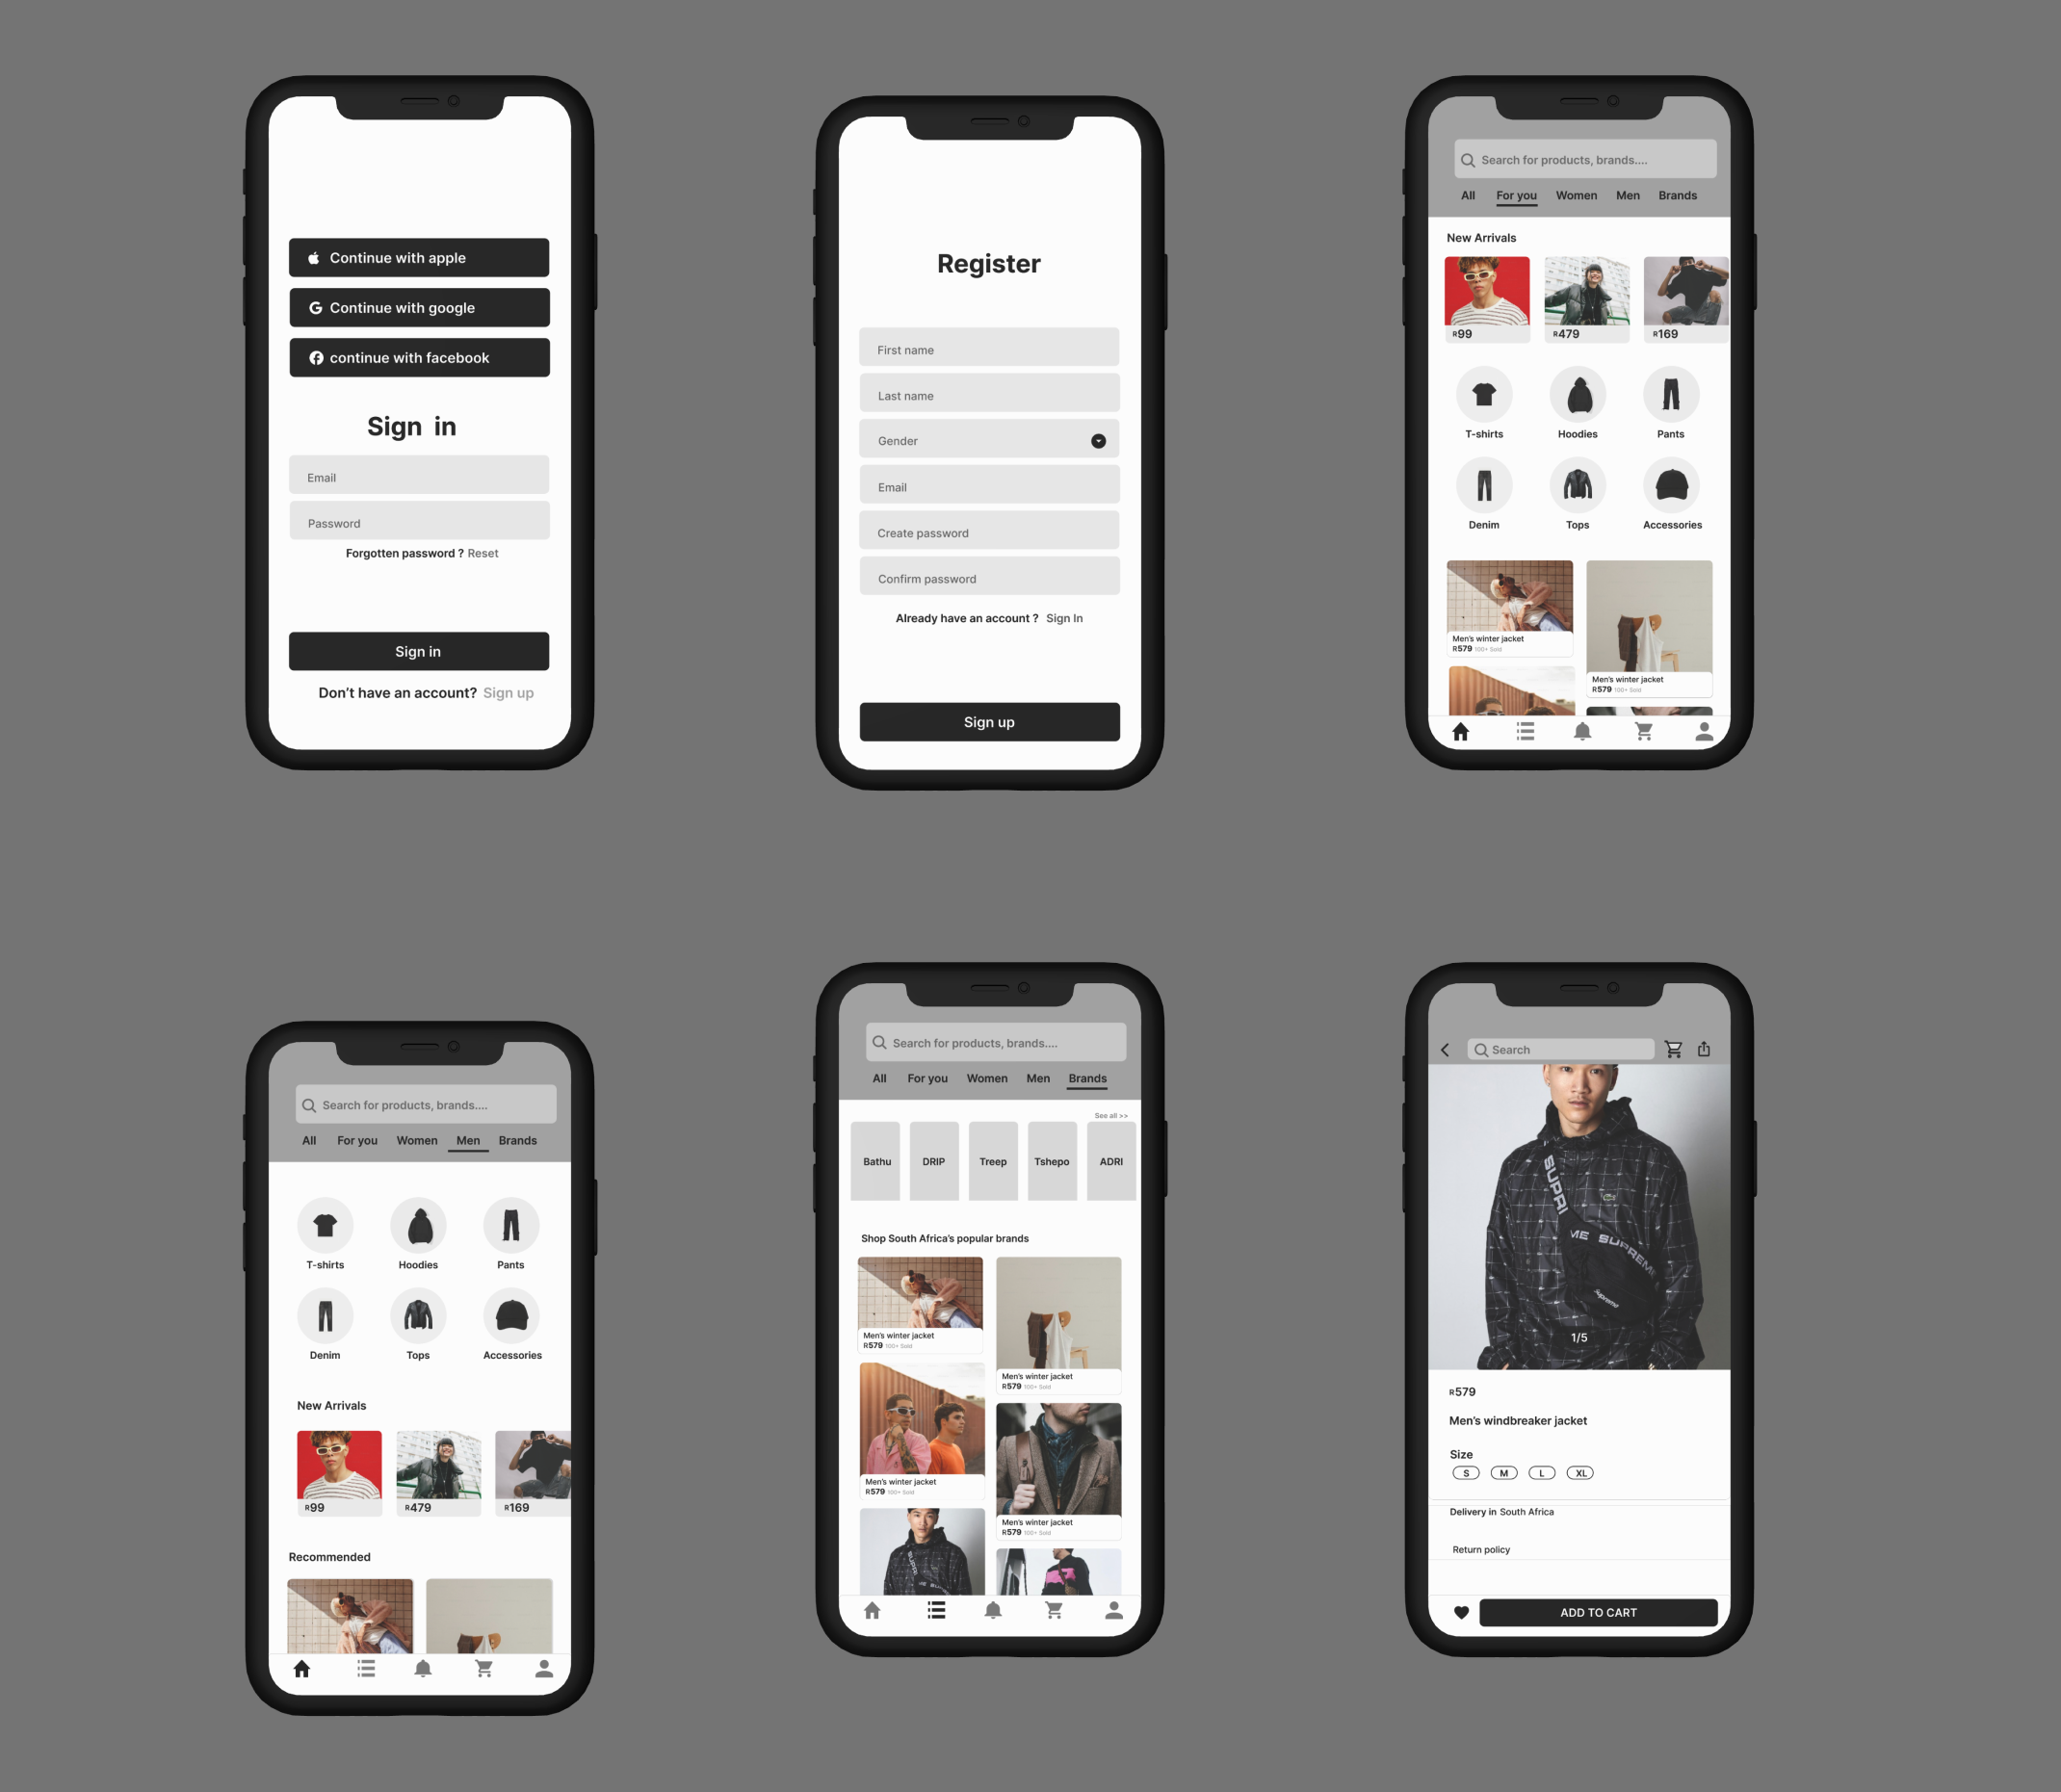 Continue with apple
Continue with google
continue with facebook
Sign in
Email
Password
Forgotten password ? Reset
Sign in
Don't have an account? Sign up
Register
First name
Last name
Gender
Email
Create password
Confirm password
Already have an account ? Sign In
Sign up
Search for products, brands....
All For you Women Men Brands
New Arrivals
R99 R479 R169
T-shirts Hoodies Pants
Denim Tops Accessories
Men's winter jacket
R579 100+ Sold
Men's winter jacket
R579 100+ Sold
Search for products, brands....
All For you Women Men Brands
T-shirts Hoodies Pants
Denim Tops Accessories
New Arrivals
R99 R479 R169
Recommended
Search for products, brands....
All For you Women Men Brands
See all >>
Bathu DRIP Treep Tshepo ADRI
Shop South Africa's popular brands
Men's winter jacket
R579 100+ Sold
Men's winter jacket
R579 100+ Sold
Men's winter jacket
R579 100+ Sold
Men's winter jacket
R579 100+ Sold
SUPRI
ME SU
Search
SUPRI
ME SUPREME
Supreme
1/5
R579
Men's windbreaker jacket
Size
S M L XL
Delivery in South Africa
Return policy
ADD TO CART